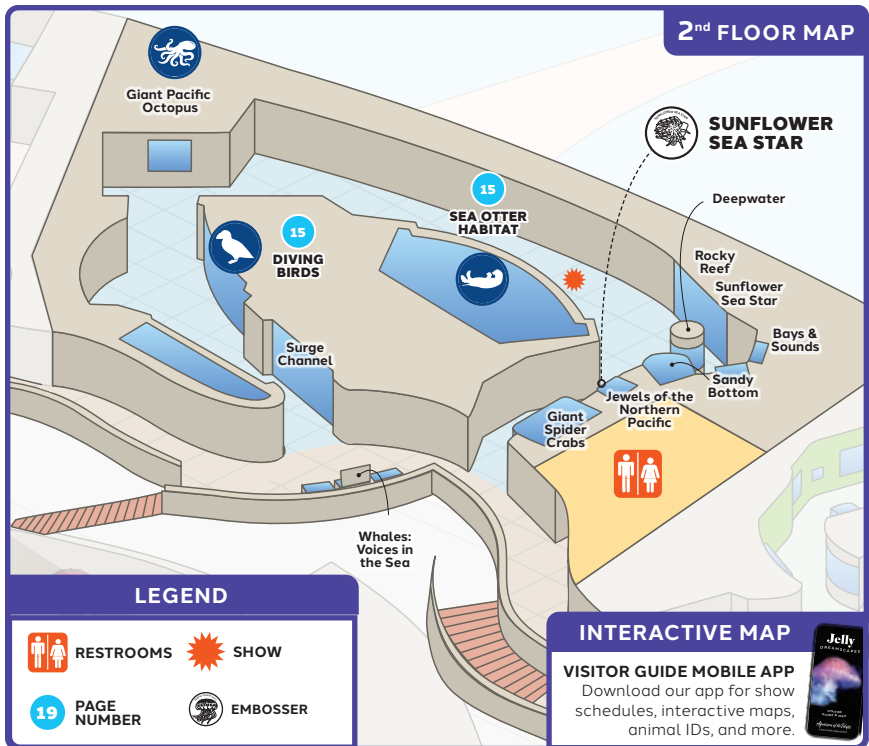 2nd FLOOR MAP
Giant Pacific
Octopus
SUNFLOWER
SEA STAR
15
SEA OTTER
HABITAT
Deepwater
15
DIVING
BIRDS
Rocky
Reef
Sunflower
Sea Star
Bays &
Sounds
Surge
Channel
Sandy
Bottom
Jewels of the
Northern
Pacific
Giant
Spider
Crabs
Whales:
Voices in
the Sea
LEGEND
RESTROOMS
SHOW
19
PAGE
NUMBER
EMBOSSER
INTERACTIVE MAP
VISITOR GUIDE MOBILE APP
Download our app for show
schedules, interactive maps,
animal IDs, and more.
Jelly
DREAMSCAPES